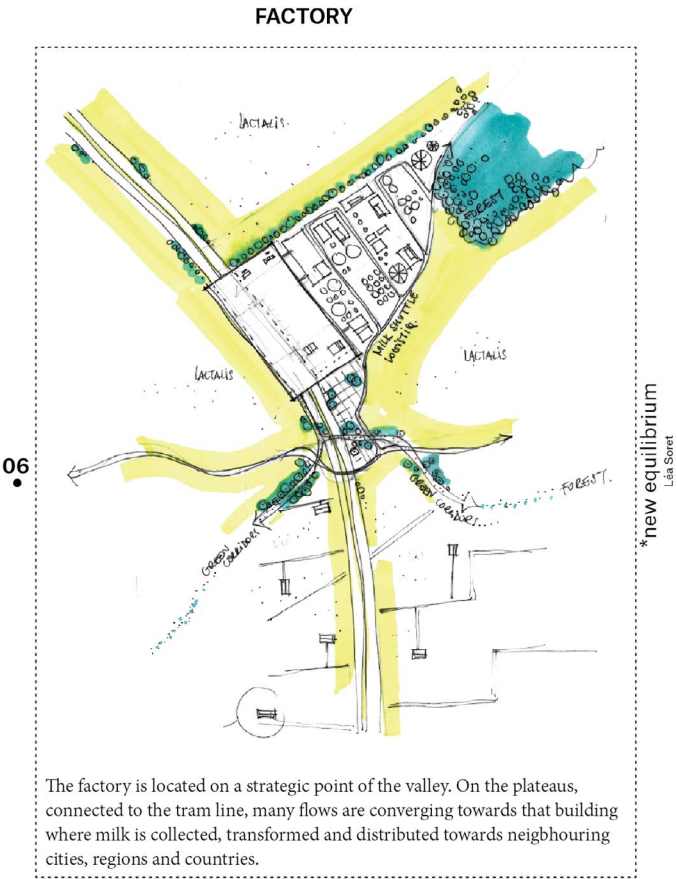 FACTORY
LACTALIS.
FOREST
MILK SHUTTLE
LOGISTIQ.
LACTALIS
LACTALIS
06
*new equilibrium
Léa Soret
GREEN CORRIDORS.
FOREST.
GREEN
CORRIDORS
The factory is located on a strategic point of the valley. On the plateaus,
connected to the tram line, many flows are converging towards that building
where milk is collected, transformed and distributed towards neigbhouring
cities, regions and countries.